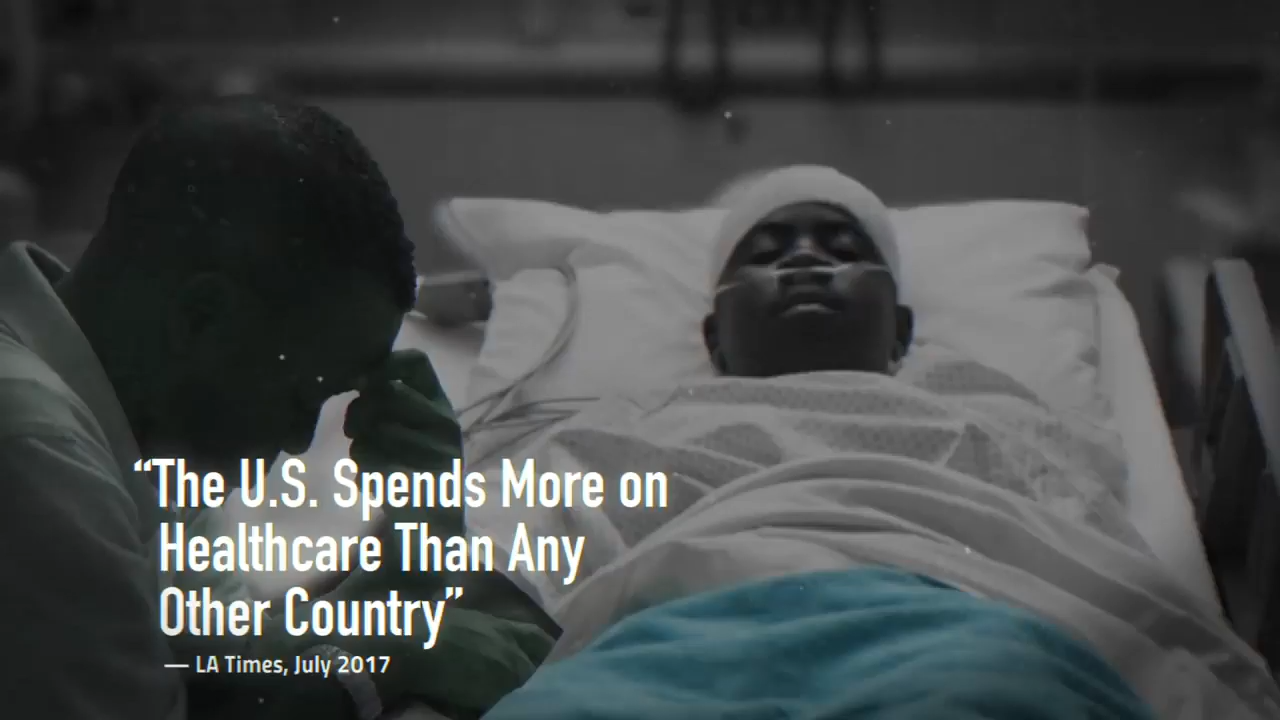 “The U.S. Spends More on
Healthcare Than Any
Other Country”
— LA Times, July 2017